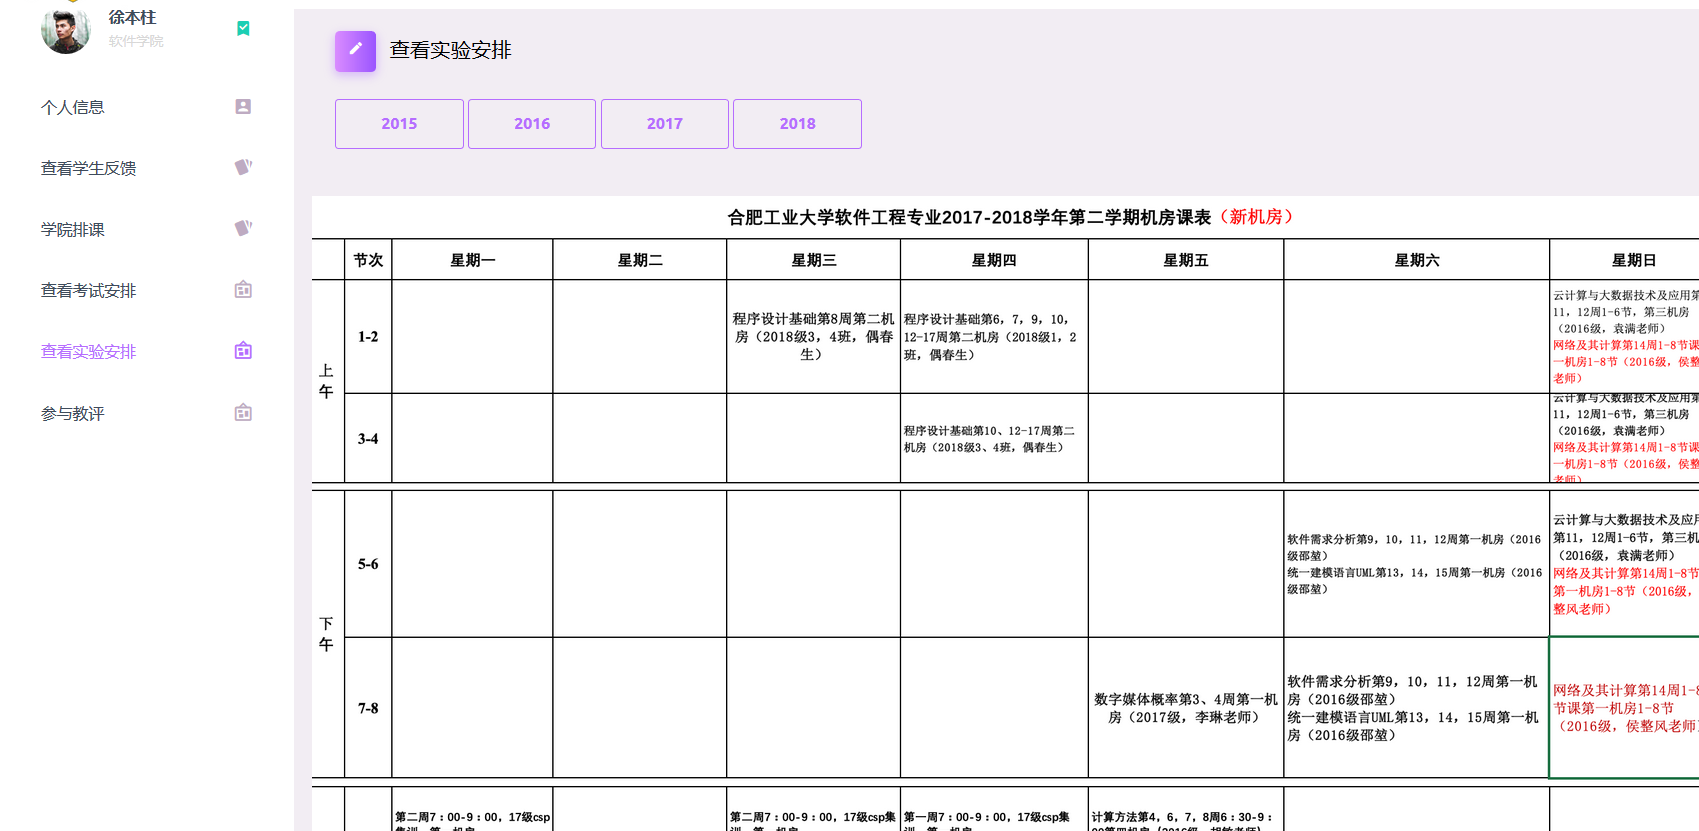 徐本柱
软件学院
个人信息
查看学生反馈
学院排课
查看考试安排
查看实验安排
参与教评
查看实验安排
2015 2016 2017 2018
合肥工业大学软件工程专业2017-2018学年第二学期机房课表（新机房）
节次 星期一 星期二 星期三 星期四 星期五 星期六 星期日
上
午
1-2
程序设计基础第8周第二机
房（2018级3，4班，偶春
生）
程序设计基础第6，7，9，10，
12-17周第二机房（2018级1，2
班，偶春生）
云计算与大数据技术及应用第
11，12周1-6节，第三机房
（2016级，袁满老师）
网络及其计算第14周1-8节课
一机房1-8节（2016级，侯整
老师）
3-4
程序设计基础第10、12-17周第二
机房（2018级3、4班，偶春生）
云计算与大数据技术及应用第
11，12周1-6节，第三机房
（2016级，袁满老师）
网络及其计算第14周1-8节课
一机房1-8节（2016级，侯整
老师）
下
午
5-6
软件需求分析第9，10，11，12周第一机房（2016
级邵堃）
统一建模语言UML第13，14，15周第一机房（2016
级邵堃）
云计算与大数据技术及应用
第11，12周1-6节，第三机
（2016级，袁满老师）
网络及其计算第14周1-8节
第一机房1-8节（2016级，
整风老师）
7-8
数字媒体概率第3、4周第一机
房（2017级，李琳老师）
软件需求分析第9，10，11，12周第一机
房（2016级邵堃）
统一建模语言UML第13，14，15周第一机
房（2016级邵堃）
网络及其计算第14周1-8
节课第一机房1-8节
（2016级，侯整风老师）
第二周7：00-9：00，17级csp
第二周7：00-9：00，17级csp集
第一周7：00-9：00，17级csp集
计算方法第4，6，7，8周6：30-9：